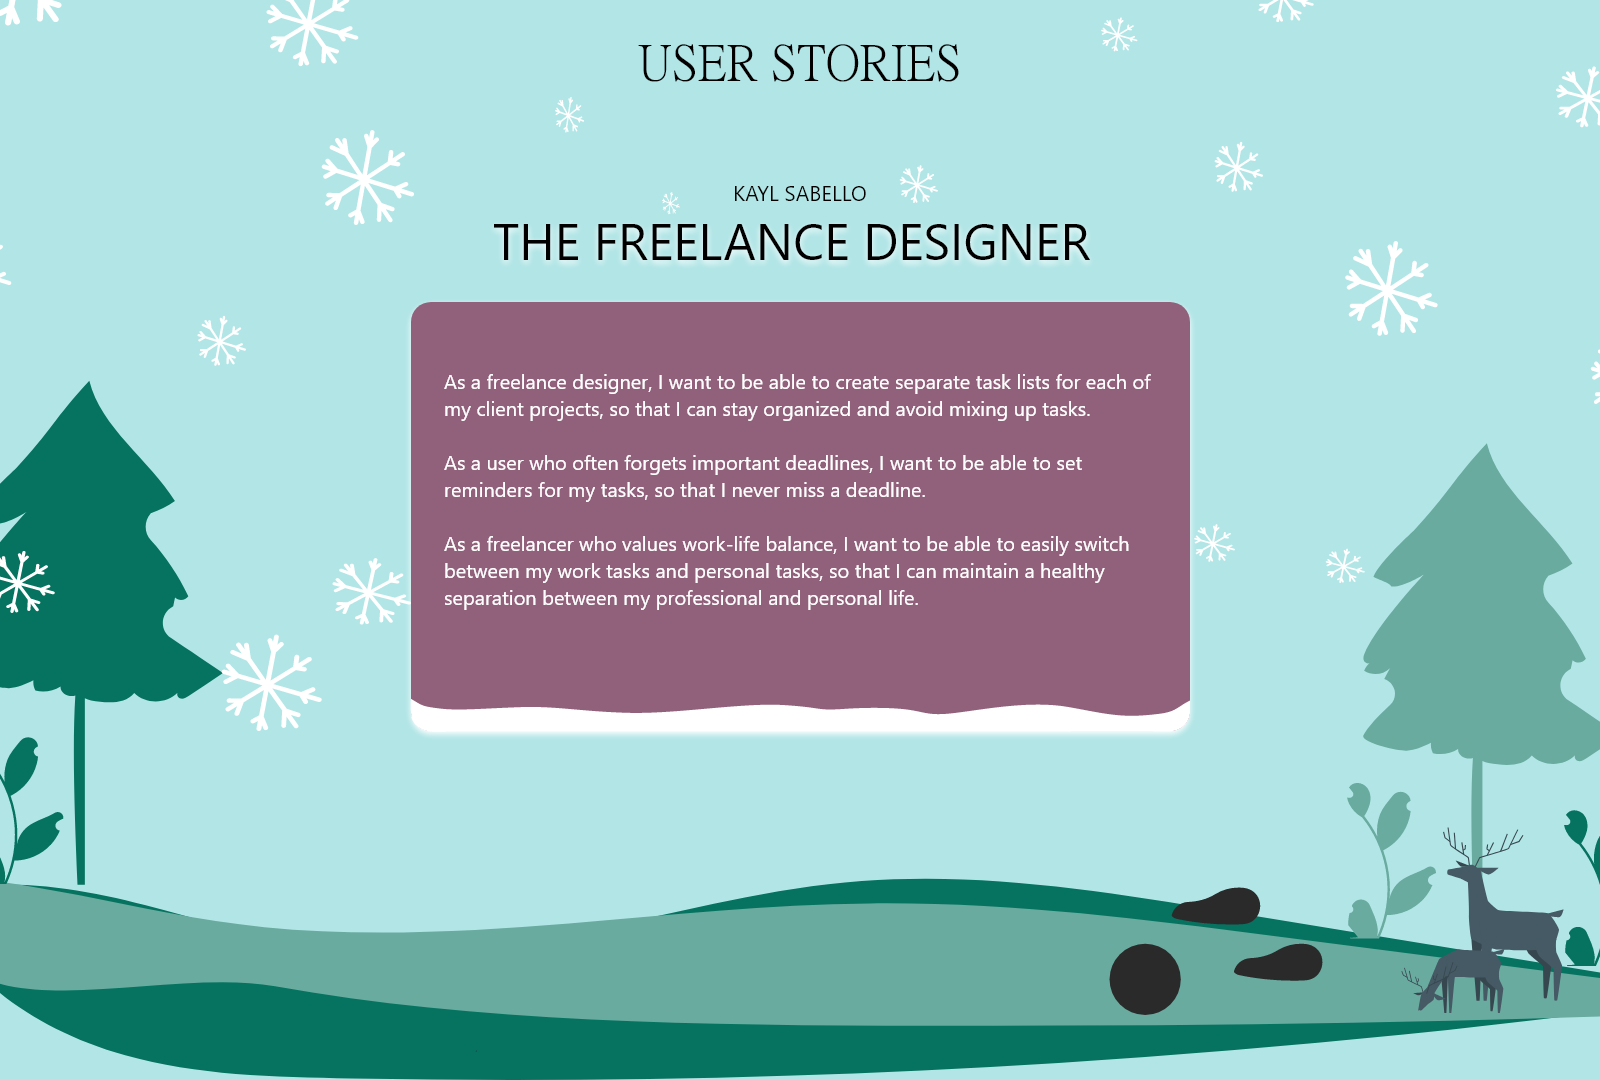 USER STORIES
KAYL SABELLO
THE FREELANCE DESIGNER
As a freelance designer, I want to be able to create separate task lists for each of
my client projects, so that I can stay organized and avoid mixing up tasks.
As a user who often forgets important deadlines, I want to be able to set
reminders for my tasks, so that I never miss a deadline.
As a freelancer who values work-life balance, I want to be able to easily switch
between my work tasks and personal tasks, so that I can maintain a healthy
separation between my professional and personal life.